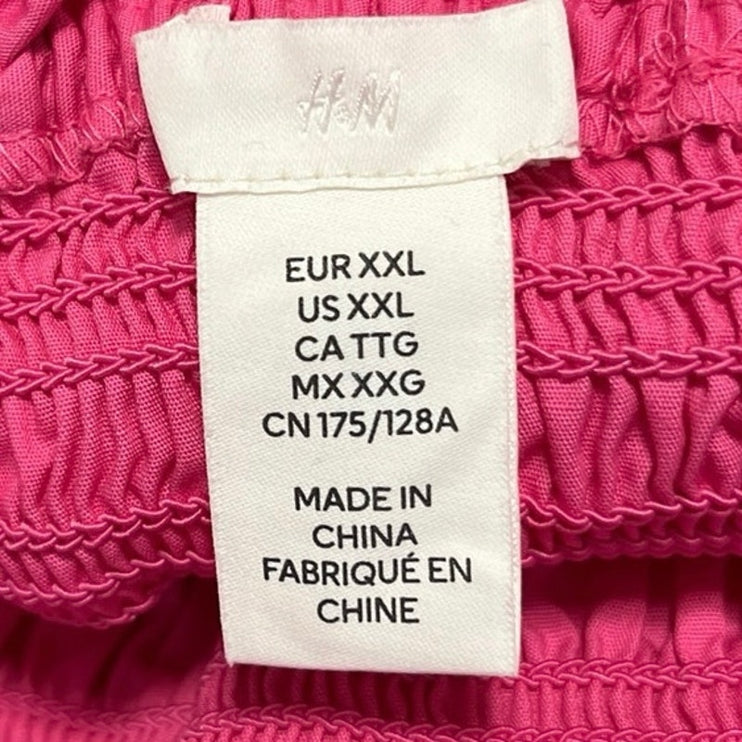 H&M
EUR XXL
US XXL
CA TTG
MX XXG
CN 175/128A
MADE IN
CHINA
FABRIQUÉ EN
CHINE